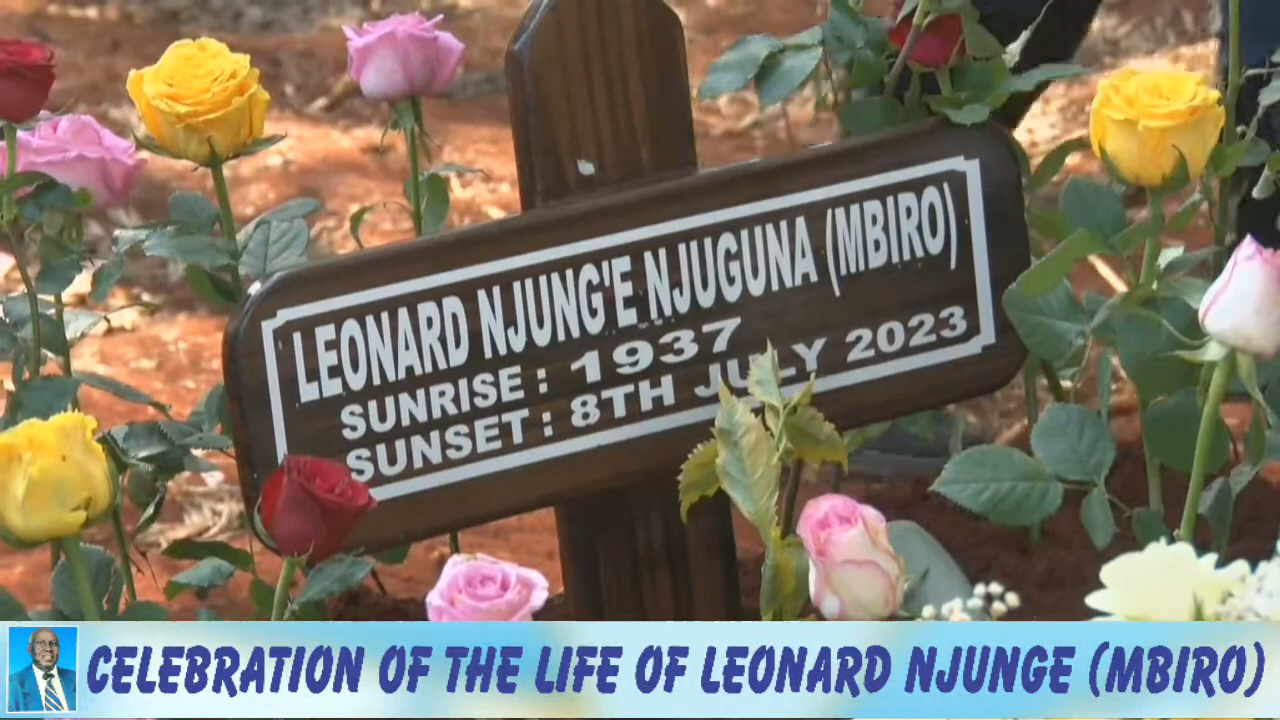 LEONARD NJUNG'E NJUGUNA (MBIRO)
SUNRISE : 1937
SUNSET : 8TH JULY 2023
CELEBRATION OF THE LIFE OF LEONARD NJUNGE (MBIRO)